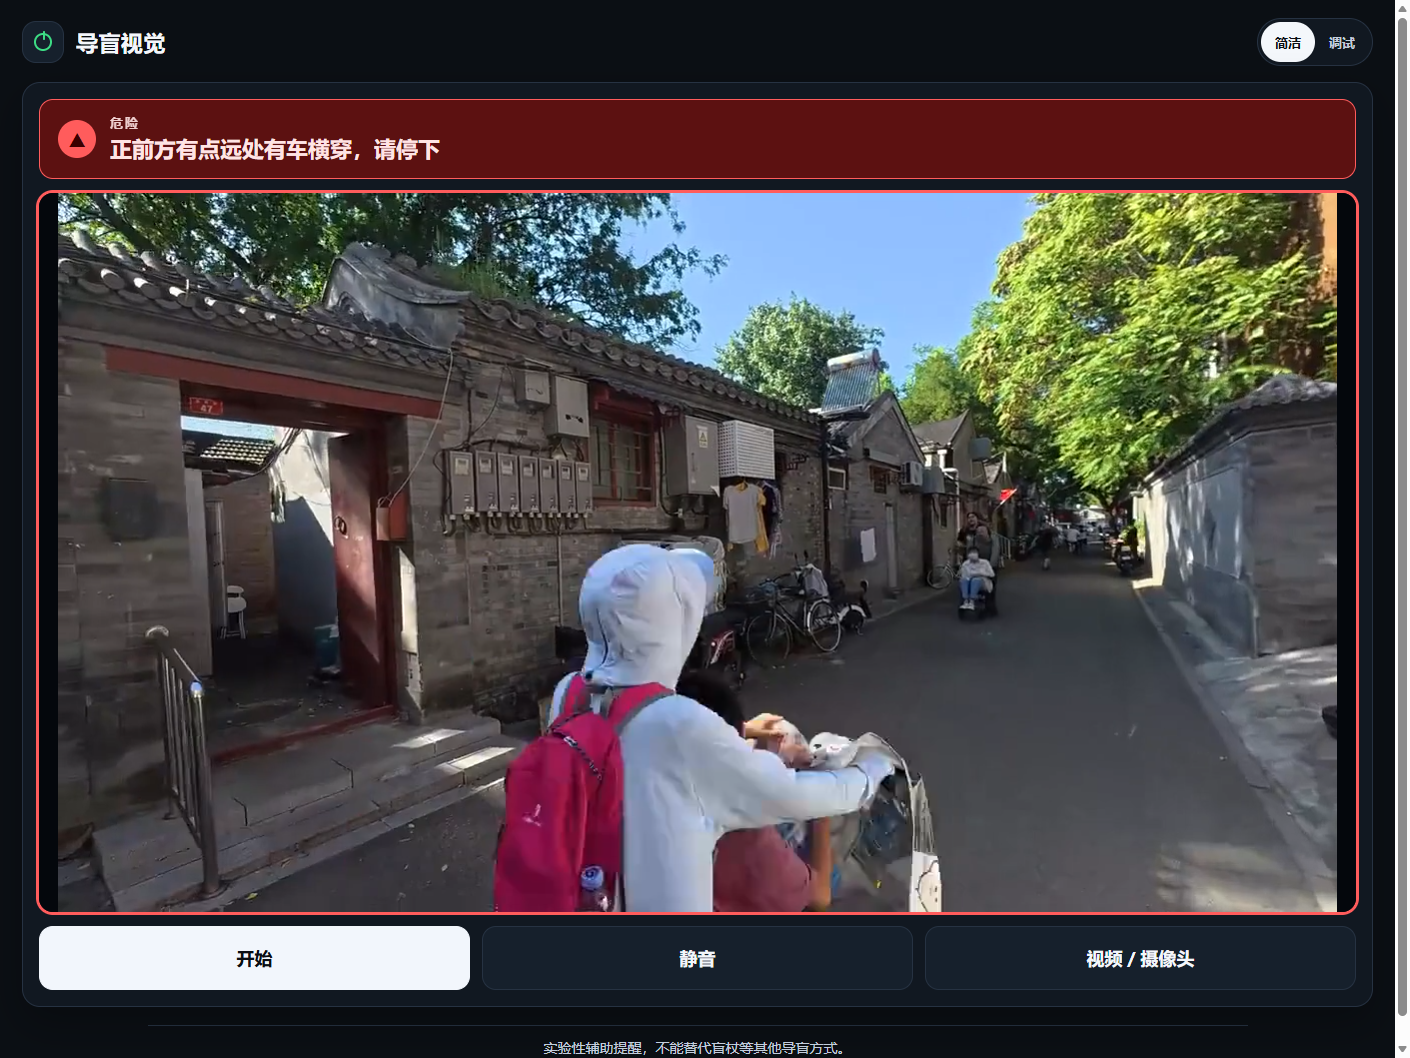 导盲视觉
简洁
调试
危险
正前方有点远处有车横穿，请停下
47
开始
静音
视频 / 摄像头
实验性辅助提醒，不能替代盲杖等其他导盲方式。